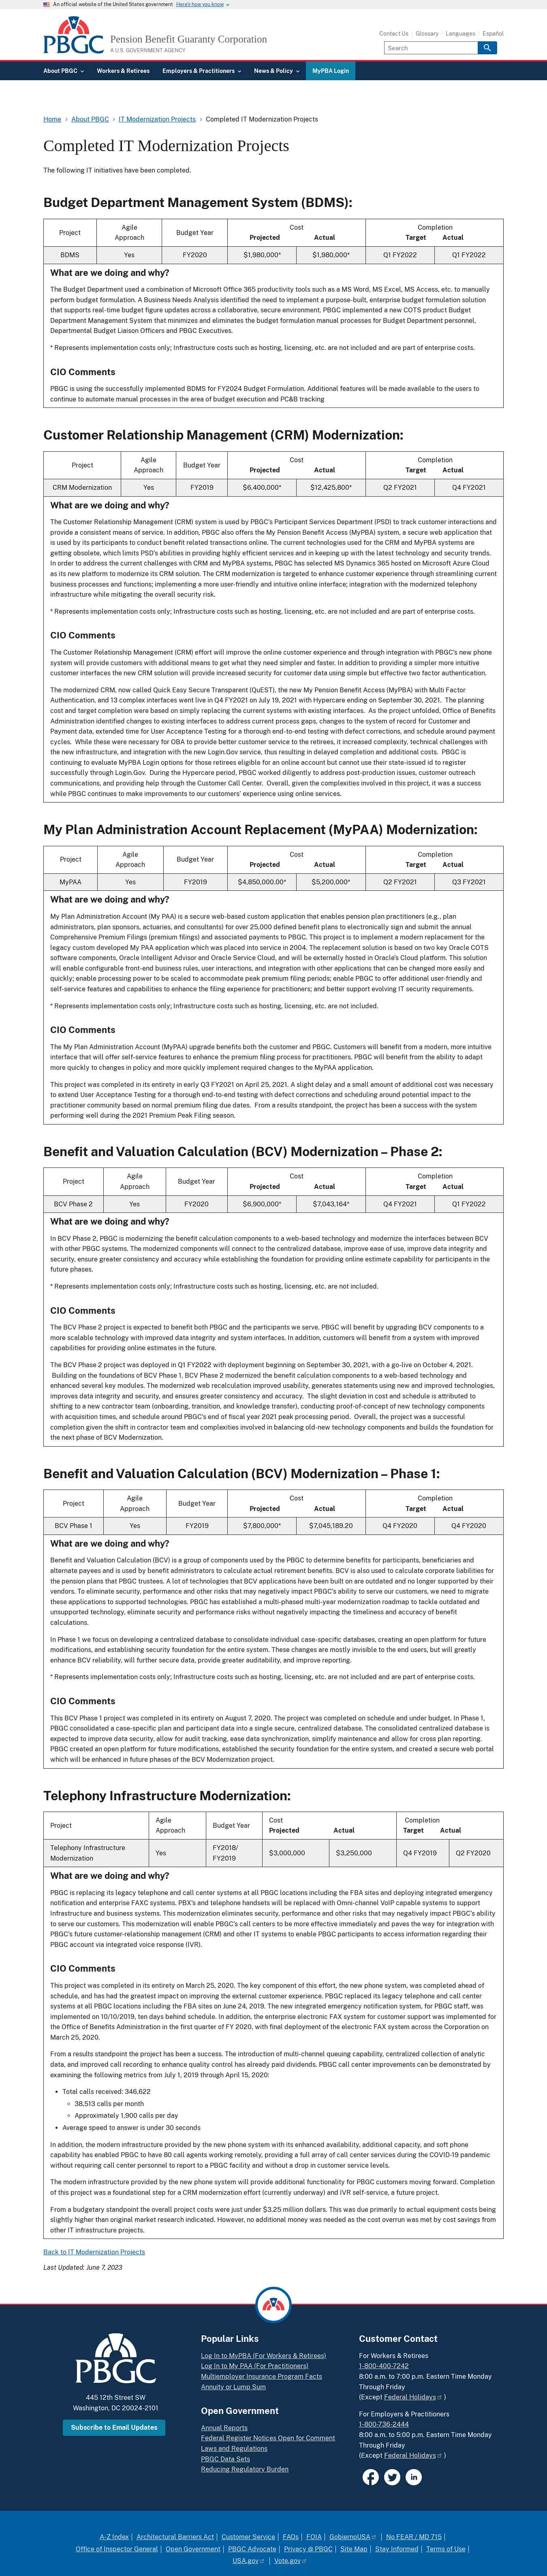 An official website of the United States government Here's how you know
PBGC
Pension Benefit Guaranty Corporation
A U.S. GOVERNMENT AGENCY
Contact Us Glossary Languages Español
Search
About PBGC Workers & Retirees Employers & Practitioners News & Policy MyPBA Login
Home > About PBGC > IT Modernization Projects > Completed IT Modernization Projects
Completed IT Modernization Projects
The following IT initiatives have been completed.
Budget Department Management System (BDMS):
Project Agile Approach Budget Year Cost Projected Actual Completion Target Actual
BDMS Yes FY2020 $1,980,000* $1,980,000* Q1 FY2022 Q1 FY2022
What are we doing and why?
The Budget Department used a combination of Microsoft Office 365 productivity tools such as a MS Word, MS Excel, MS Access, etc. to manually
perform budget formulation. A Business Needs Analysis identified the need to implement a purpose-built, enterprise budget formulation solution
that supports real-time budget figure updates across a collaborative, secure environment. PBGC implemented a new COTS product Budget
Department Management System that minimizes and eliminates the budget formulation manual processes for Budget Department personnel,
Departmental Budget Liaison Officers and PBGC Executives.
* Represents implementation costs only; Infrastructure costs such as hosting, licensing, etc. are not included and are part of enterprise costs.
CIO Comments
PBGC is using the successfully implemented BDMS for FY2024 Budget Formulation. Additional features will be made available to the users to
continue to automate manual processes in the area of budget execution and PC&B tracking
Customer Relationship Management (CRM) Modernization:
Project Agile Approach Budget Year Cost Projected Actual Completion Target Actual
CRM Modernization Yes FY2019 $6,400,000* $12,425,800* Q2 FY2021 Q4 FY2021
What are we doing and why?
The Customer Relationship Management (CRM) system is used by PBGC's Participant Services Department (PSD) to track customer interactions and
provide a consistent means of service. In addition, PBGC also offers the My Pension Benefit Access (MyPBA) system, a secure web application that
is used by its participants to conduct benefit related transactions online. The current technologies used for the CRM and MyPBA systems are
getting obsolete, which limits PSD's abilities in providing highly efficient services and in keeping up with the latest technology and security trends.
In order to address the current challenges with CRM and MyPBA systems, PBGC has selected MS Dynamics 365 hosted on Microsoft Azure Cloud
as its new platform to modernize its CRM solution. The CRM modernization is targeted to enhance customer experience through streamlining current
business processes and functions; implementing a more user-friendly and intuitive online interface; and integrating with redesigned telephony
infrastructure while mitigating the overall security risk.
* Represents implementation costs only; Infrastructure costs such as hosting, licensing, etc. are not included and are part of enterprise costs.
CIO Comments
The Customer Relationship Management (CRM) effort will improve the online customer experience and through integration with PBGC's new phone
system will provide customers with additional means to get what they need simpler and faster. In addition to providing a simpler more intuitive
customer interfaces the new CRM solution will provide increased security for customer data using simple but effective two factor authentication.
The modernized CRM, now called Quick Easy Secure Transparent (QuEST), and the new My Pension Benefit Access (MyPBA) with Multi Factor
Authentication, and 13 complex interfaces went live in Q4 FY2021 on July 19, 2021 with Hypercare ending on September 30, 2021. The planning
cost and target completion were based on simply replacing the current system with its current interfaces. As the project unfolded, Office of Benefits
Administration identified changes to existing interfaces to address process gaps, changes to the system of record for Customer and
Payment data, extended time for User Acceptance Testing for a thorough end-to-end testing with defect corrections, and schedules around payment
cycles. While these were necessary for OBA to provide better customer service to the retirees, it increased complexity, technical challenges with
the new infrastructure, and integration with the new Login.Gov service, thus resulting in delayed completion and additional costs. PBGC is
continuing to evaluate MyPBA Login options for those retirees eligible for an online account but cannot use their state-issued id to register
successfully through Login.Gov. During the Hypercare period, PBGC worked diligently to address post-production issues, customer outreach
communications, and providing help through the Customer Call Center. Overall, given the complexities involved in this project, it was a success
while PBGC continues to make improvements to our customers' experience using online services.
My Plan Administration Account Replacement (MyPAA) Modernization:
Project Agile Approach Budget Year Cost Projected Actual Completion Target Actual
MyPAA Yes FY2019 $4,850,000.00* $5,200,000* Q2 FY2021 Q3 FY2021
What are we doing and why?
My Plan Administration Account (My PAA) is a secure web-based custom application that enables pension plan practitioners (e.g., plan
administrators, plan sponsors, actuaries, and consultants) for over 25,000 defined benefit plans to electronically sign and submit the annual
Comprehensive Premium Filings (premium filings) and associated payments to PBGC. This project is to implement a modern replacement for the
legacy custom developed My PAA application which was placed into service in 2004. The replacement solution is based on two key Oracle COTS
software components, Oracle Intelligent Advisor and Oracle Service Cloud, and will be externally hosted in Oracle's Cloud platform. This solution will
enable configurable front-end business rules, user interactions, and integration with other existing applications to be made more easily and
quickly; enable processing power to meet peak annual premium filing periods; enable PBGC to offer additional user-friendly and
self-service features and capabilities to enhance the filing experience for practitioners; and better support evolving IT security requirements.
* Represents implementation costs only; Infrastructure costs such as hosting, licensing, etc. are not included.
CIO Comments
The My Plan Administration Account (MyPAA) upgrade benefits both the customer and PBGC. Customers will benefit from a modern, more intuitive
interface that will offer self-service features to enhance the premium filing process for practitioners. PBGC will benefit from the ability to adapt
more quickly to changes in policy and more quickly implement required changes to the MyPAA application.
This project was completed in its entirety in early Q3 FY2021 on April 25, 2021. A slight delay and a small amount of additional cost was necessary
to extend User Acceptance Testing for a thorough end-to-end testing with defect corrections and scheduling around potential impact to the
practitioner community based on normal premium filing due dates. From a results standpoint, the project has been a success with the system
performing well during the 2021 Premium Peak Filing season.
Benefit and Valuation Calculation (BCV) Modernization – Phase 2:
Project Agile Approach Budget Year Cost Projected Actual Completion Target Actual
BCV Phase 2 Yes FY2020 $6,900,000* $7,043,164* Q4 FY2021 Q1 FY2022
What are we doing and why?
In BCV Phase 2, PBGC is modernizing the benefit calculation components to a web-based technology and modernize the interfaces between BCV
with other PBGC systems. The modernized components will connect to the centralized database, improve ease of use, improve data integrity and
security, ensure greater consistency and accuracy while establishing the foundation for providing online estimate capability for participants in the
future phases.
* Represents implementation costs only; Infrastructure costs such as hosting, licensing, etc. are not included.
CIO Comments
The BCV Phase 2 project is expected to benefit both PBGC and the participants we serve. PBGC will benefit by upgrading BCV components to a
more scalable technology with improved data integrity and system interfaces. In addition, customers will benefit from a system with improved
capabilities for providing online estimates in the future.
The BCV Phase 2 project was deployed in Q1 FY2022 with deployment beginning on September 30, 2021, with a go-live on October 4, 2021.
Building on the foundations of BCV Phase 1, BCV Phase 2 modernized the benefit calculation components to a web-based technology and
enhanced several key modules. The modernized web recalculation improved usability, generates statements using new and improved technologies,
improves data integrity and security, and ensures greater consistency and accuracy. The slight deviation in cost and schedule is attributed to
shifting to a new contractor team (onboarding, transition, and knowledge transfer), conducting proof-of-concept of new technology components
without interruptions, and schedule around PBGC's end of fiscal year 2021 peak processing period. Overall, the project was a success
given the shift in contractor team and complexities involved in balancing old-new technology components and builds the foundation for
the next phase of BCV Modernization.
Benefit and Valuation Calculation (BCV) Modernization – Phase 1:
Project Agile Approach Budget Year Cost Projected Actual Completion Target Actual
BCV Phase 1 Yes FY2019 $7,800,000* $7,045,189.20 Q4 FY2020 Q4 FY2020
What are we doing and why?
Benefit and Valuation Calculation (BCV) is a group of components used by the PBGC to determine benefits for participants, beneficiaries and
alternate payees and is used by benefit administrators to calculate actual retirement benefits. BCV is also used to calculate corporate liabilities for
the pension plans that PBGC trustees. A lot of technologies that BCV applications have been built on are outdated and no longer supported by their
vendors. To eliminate security, performance and other risks that may negatively impact PBGC's ability to support its customers, we need to migrate
these applications to supported technology. PBGC has established a multi-phased multi-year modernization roadmap to tackle outdated and
unsupported technology, eliminate security and performance risks without negatively impacting the timeliness and accuracy of benefit
calculations.
In Phase 1 we focus on developing a centralized database to consolidate individual case-specific databases, creating an open platform for future
modifications, and establishing security foundation for the entire system. These changes are mostly invisible to the end users, but will greatly
enhance BCV reliability, will further secure data, provide greater auditability, and improve reporting.
* Represents implementation costs only; Infrastructure costs such as hosting, licensing, etc. are not included and are part of enterprise costs.
CIO Comments
This BCV Phase 1 project was completed in its entirety on August 7, 2020. The project was completed on schedule and under budget. In Phase 1,
PBGC consolidated a case-specific plan and participant data into a single secure, centralized database. The consolidated centralized database is
expected to improve data security, allow for audit tracking, ease data synchronization, simplify maintenance and allow for cross plan reporting.
PBGC created an open platform for future modifications, established the security foundation for the entire system, and created a secure web portal
which will be enhanced in future phases of the BCV Modernization project.
Telephony Infrastructure Modernization:
Project Agile Approach Budget Year Cost Projected Actual Completion Target Actual
Telephony Infrastructure Modernization Yes FY2018/ FY2019 $3,000,000 $3,250,000 Q4 FY2019 Q2 FY2020
What are we doing and why?
PBGC is replacing its legacy telephone and call center systems at all PBGC locations including the FBA sites and deploying integrated emergency
notification and enterprise FAXC systems. PBX's and telephone handsets will be replaced with Omni-channel VoIP capable systems to support
Infrastructure and business systems. This modernization eliminates security, performance and other risks that may negatively impact PBGC's ability
to serve our customers. This modernization will enable PBGC's call centers to be more effective immediately and paves the way for integration with
PBGC's future customer-relationship management (CRM) and other IT systems to enable PBGC participants to access information regarding their
PBGC account via integrated voice response (IVR).
CIO Comments
This project was completed in its entirety on March 25, 2020. The key component of this effort, the new phone system, was completed ahead of
schedule, and has had the greatest impact on improving the external customer experience. PBGC replaced its legacy telephone and call center
systems at all PBGC locations including the FBA sites on June 24, 2019. The new integrated emergency notification system, for PBGC staff, was
implemented on 10/10/2019, ten days behind schedule. In addition, the enterprise electronic FAX system for customer support was implemented for
the Office of Benefits Administration in the first quarter of FY 2020, with final deployment of the electronic FAX system across the Corporation on
March 25, 2020.
From a results standpoint the project has been a success. The introduction of multi-channel queuing capability, centralized collection of analytic
data, and improved call recording for enhanced quality control has already paid dividends. PBGC call center improvements can be demonstrated by
examining the following metrics from July 1, 2019 through April 15, 2020:
• Total calls received: 346,622
◦ 38,513 calls per month
◦ Approximately 1,900 calls per day
• Average speed to answer is under 30 seconds
In addition, the modern infrastructure provided by the new phone system with its enhanced availability, additional capacity, and soft phone
capability has enabled PBGC to have 80 call agents working remotely, providing a full array of call center services during the COVID-19 pandemic
without requiring call center personnel to report to a PBGC facility and without a drop in customer service levels.
The modern infrastructure provided by the new phone system will provide additional functionality for PBGC customers moving forward. Completion
of this project was a foundational step for a CRM modernization effort (currently underway) and IVR self-service, a future project.
From a budgetary standpoint the overall project costs were just under $3.25 million dollars. This was due primarily to actual equipment costs being
slightly higher than original market research indicated. However, no additional money was needed as the cost overrun was met by cost savings from
other IT infrastructure projects.
Back to IT Modernization Projects
Last Updated: June 7, 2023
PBGC
445 12th Street SW
Washington, DC 20024-2101
Subscribe to Email Updates
Popular Links
Log In to MyPBA (For Workers & Retirees)
Log In to My PAA (For Practitioners)
Multiemployer Insurance Program Facts
Annuity or Lump Sum
Open Government
Annual Reports
Federal Register Notices Open for Comment
Laws and Regulations
PBGC Data Sets
Reducing Regulatory Burden
Customer Contact
For Workers & Retirees
1-800-400-7242
8:00 a.m. to 7:00 p.m. Eastern Time Monday
Through Friday
(Except Federal Holidays )
For Employers & Practitioners
1-800-736-2444
8:00 a.m. to 5:00 p.m. Eastern Time Monday
Through Friday
(Except Federal Holidays )
A-Z Index | Architectural Barriers Act | Customer Service | FAQs | FOIA | GobiernoUSA | No FEAR / MD 715 |
Office of Inspector General | Open Government | PBGC Advocate | Privacy @ PBGC | Site Map | Stay Informed | Terms of Use |
USA.gov | Vote.gov